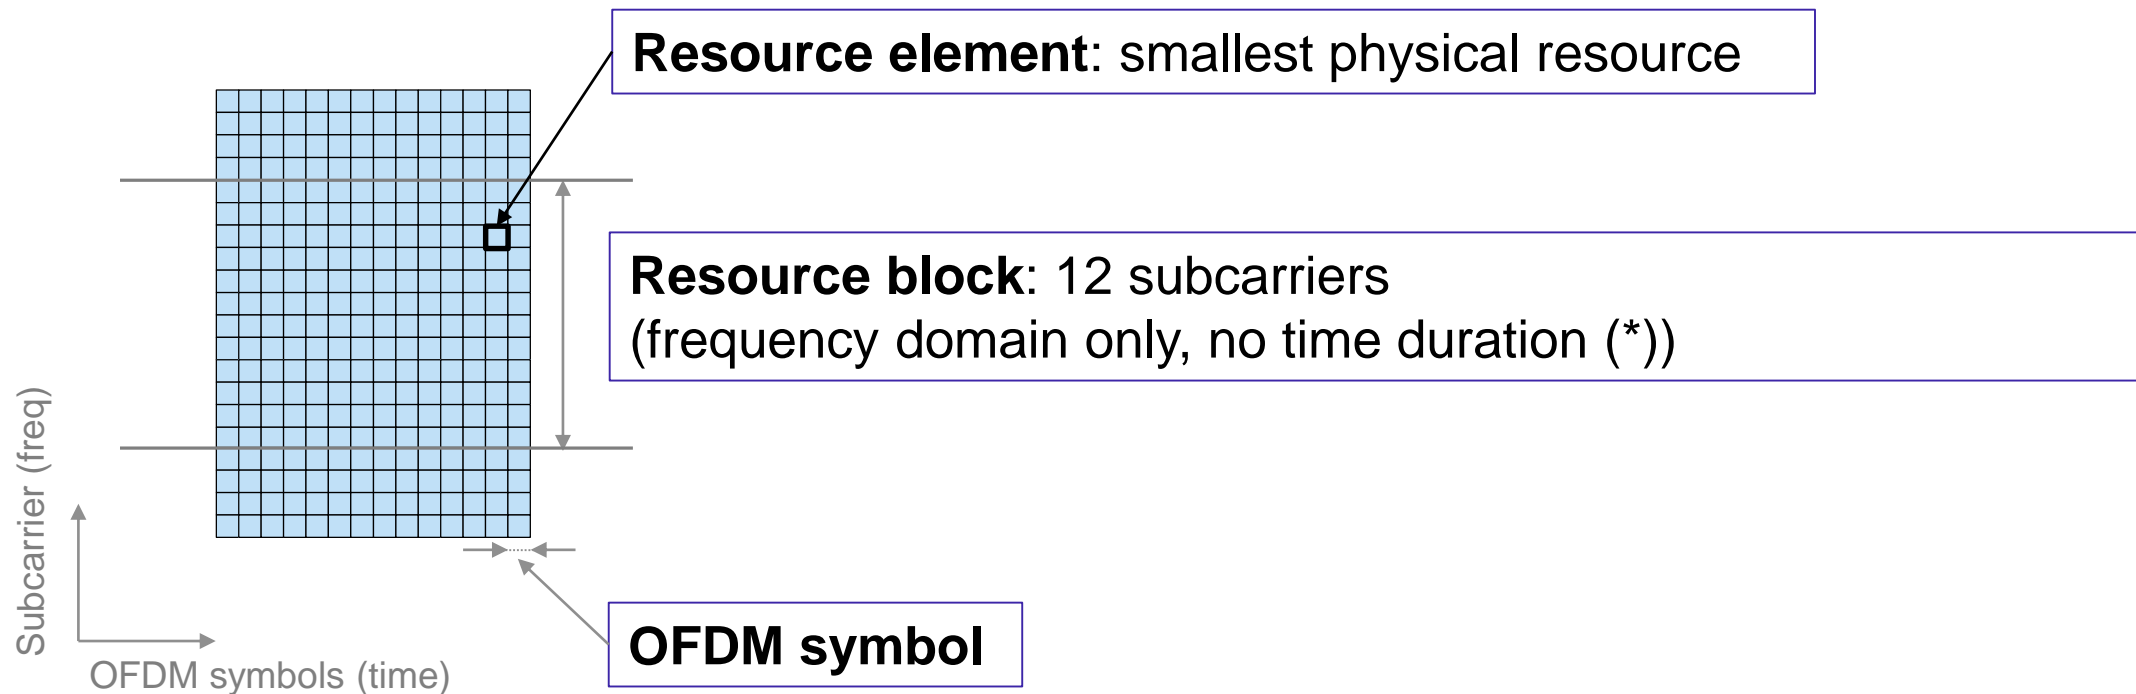 Resource element: smallest physical resource
Resource block: 12 subcarriers
(frequency domain only, no time duration (*))
Subcarrier (freq)
OFDM symbol
OFDM symbols (time)